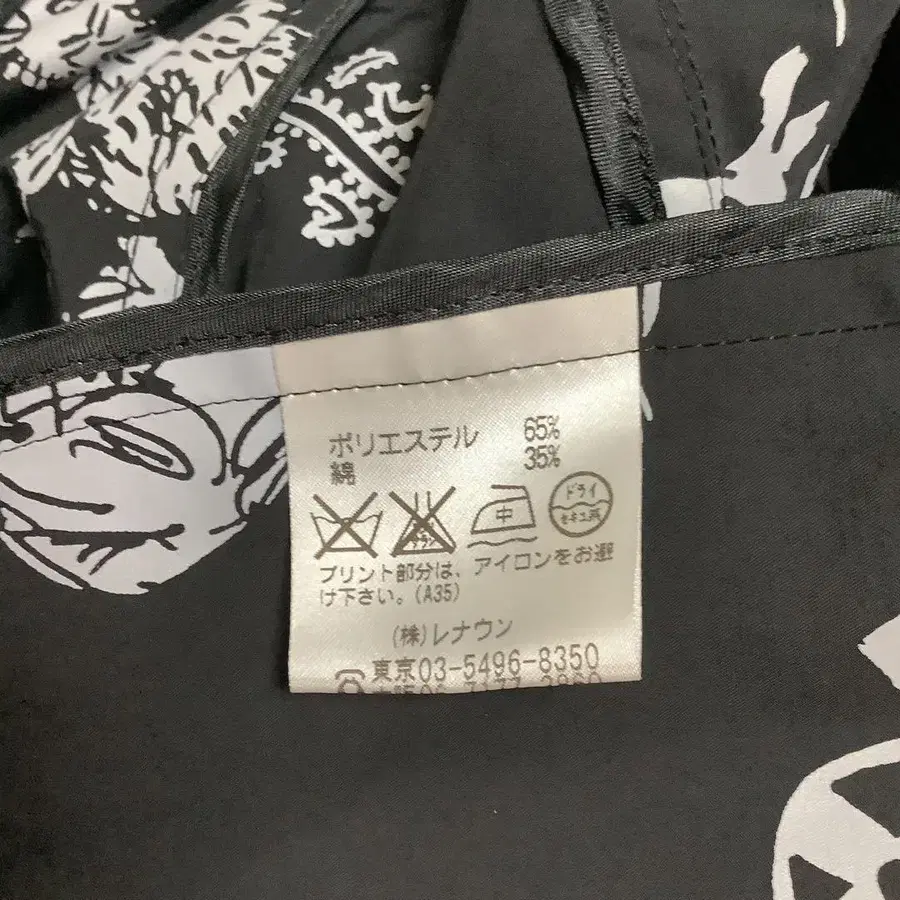 ポリエステル 65%
綿 35%
中
ドライ
セキユ系
プリント部分は、アイロンをお避
け下さい。(A35)
(株)レナウン
東京03-5496-8350